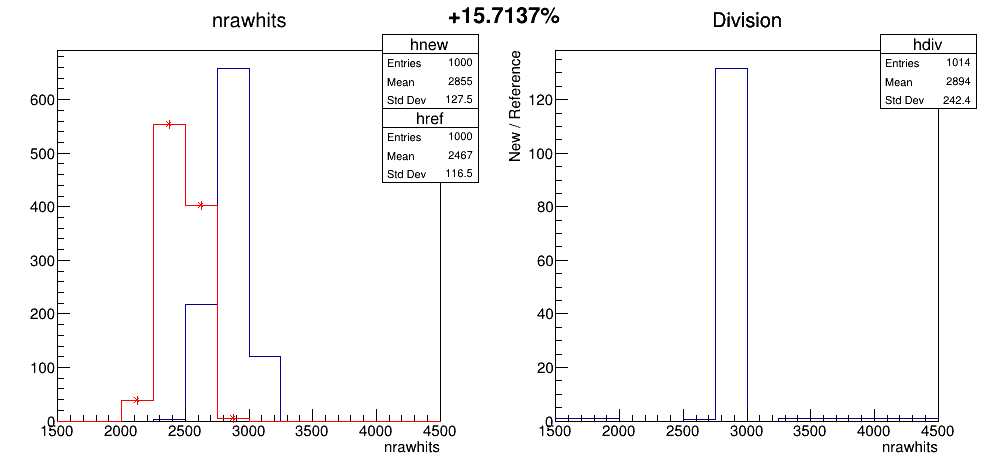 +15.7137%
nrawhits
hnew
Entries 1000
Mean 2855
Std Dev 127.5
href
Entries 1000
Mean 2467
Std Dev 116.5
600
500
400
300
200
100
0
1500 2000 2500 3000 3500 4000 4500
nrawhits
Division
hdiv
Entries 1014
Mean 2894
Std Dev 242.4
New / Reference
120
100
80
60
40
20
0
1500 2000 2500 3000 3500 4000 4500
nrawhits